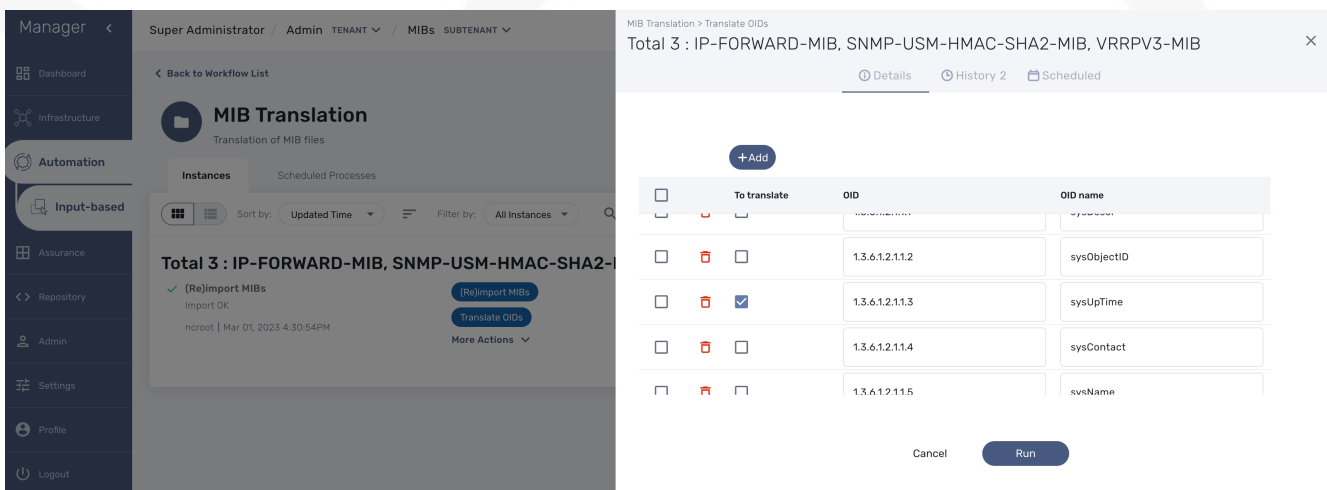 Manager
Dashboard
Infrastructure
Automation
Input-based
Assurance
Repository
Admin
Settings
Profile
Logout
Super Administrator / Admin TENANT / MIBs SUBTENANT
Back to Workflow List
MIB Translation
Translation of MIB files
Instances Scheduled Processes
Sort by: Updated Time Filter by: All Instances
Total 3 : IP-FORWARD-MIB, SNMP-USM-HMAC-SHA2-
(Re)import MIBs
Import OK
ncroot | Mar 01, 2023 4:30:54PM
(Re)import MIBs
Translate OIDs
More Actions
MIB Translation > Translate OIDs
Total 3 : IP-FORWARD-MIB, SNMP-USM-HMAC-SHA2-MIB, VRRPV3-MIB
Details History 2 Scheduled
+Add
To translate OID OID name
1.3.6.1.2.1.1.2 sysObjectID
1.3.6.1.2.1.1.3 sysUpTime
1.3.6.1.2.1.1.4 sysContact
1.3.6.1.2.1.1.5 sysName
Cancel Run